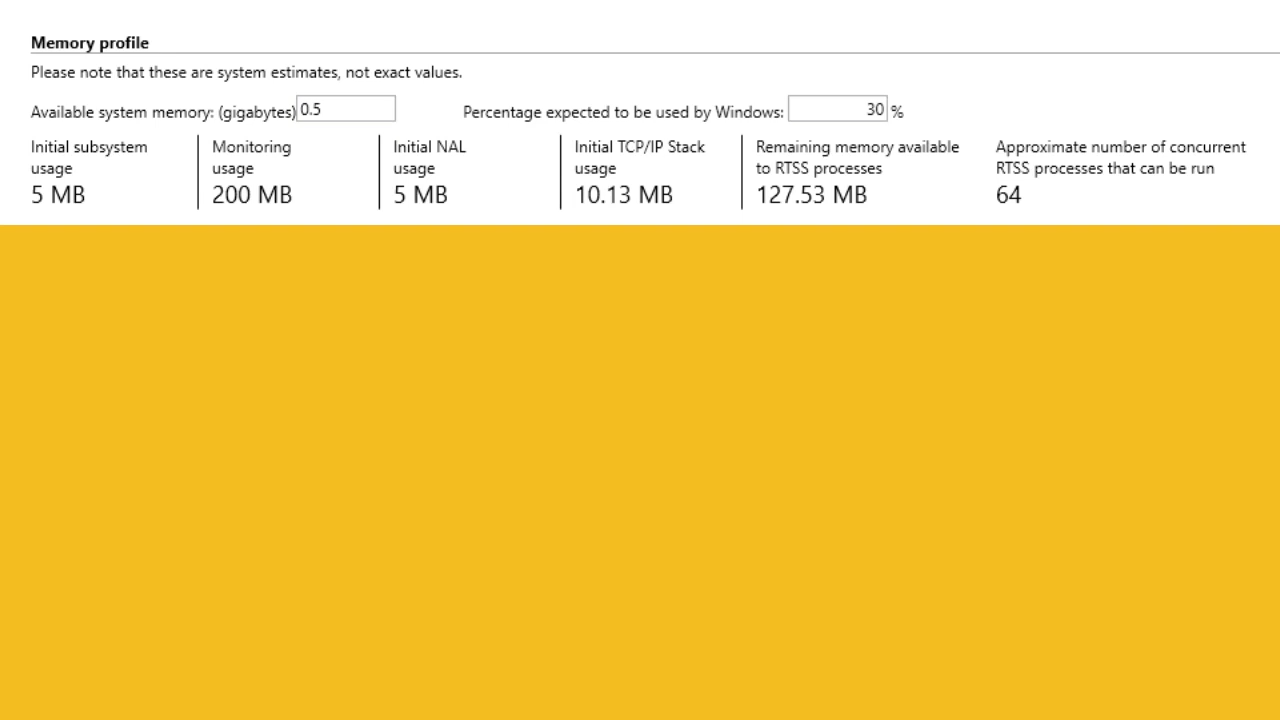 Memory profile
Please note that these are system estimates, not exact values.
Available system memory: (gigabytes) 0.5 Percentage expected to be used by Windows: 30 %
Initial subsystem usage
5 MB
Monitoring usage
200 MB
Initial NAL usage
5 MB
Initial TCP/IP Stack usage
10.13 MB
Remaining memory available to RTSS processes
127.53 MB
Approximate number of concurrent RTSS processes that can be run
64